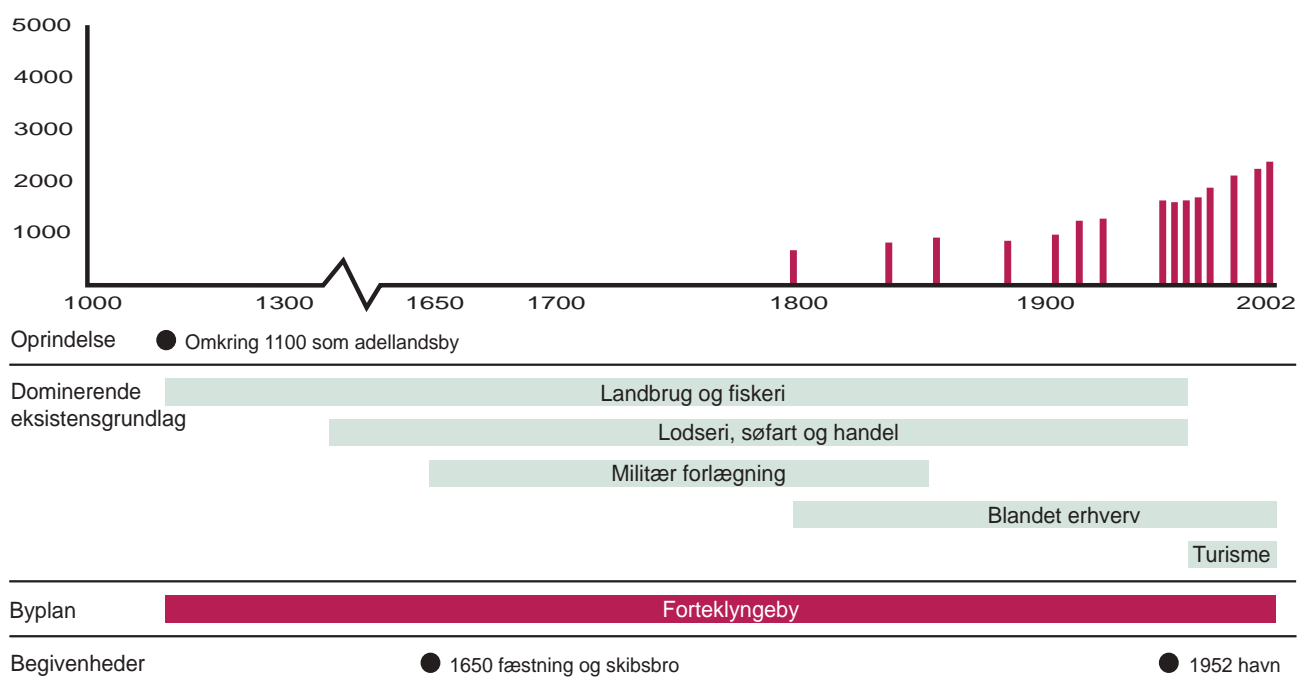 5000
4000
3000
2000
1000
1000 1300 1650 1700 1800 1900 2002
Oprindelse Omkring 1100 som adellandsby
Dominerende
eksistensgrundlag
Landbrug og fiskeri
Lodseri, søfart og handel
Militær forlægning
Blandet erhverv
Turisme
Byplan Forteklyngeby
Begivenheder 1650 fæstning og skibsbro 1952 havn